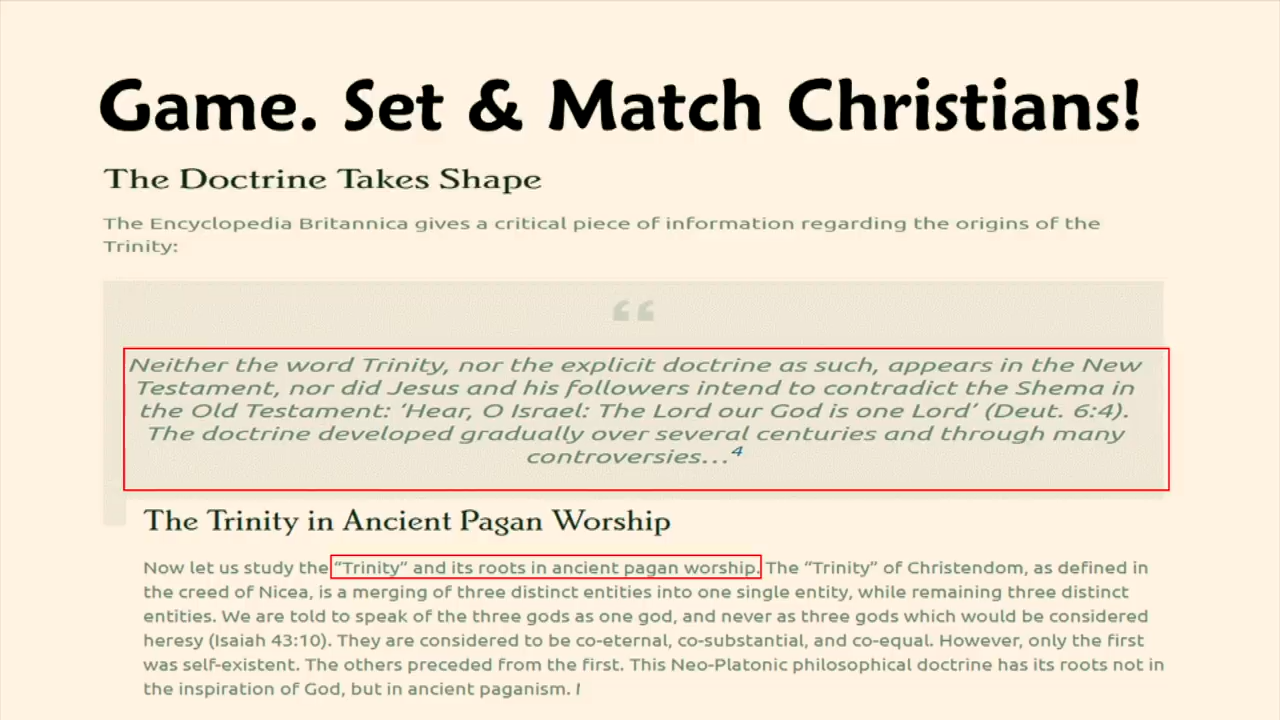 Game. Set & Match Christians!
The Doctrine Takes Shape
The Encyclopedia Britannica gives a critical piece of information regarding the origins of the
Trinity:
“
Neither the word Trinity, nor the explicit doctrine as such, appears in the New
Testament, nor did Jesus and his followers intend to contradict the Shema in
the Old Testament: ‘Hear, O Israel: The Lord our God is one Lord’ (Deut. 6:4).
The doctrine developed gradually over several centuries and through many
controversies…4
The Trinity in Ancient Pagan Worship
Now let us study the “Trinity” and its roots in ancient pagan worship. The “Trinity” of Christendom, as defined in
the creed of Nicea, is a merging of three distinct entities into one single entity, while remaining three distinct
entities. We are told to speak of the three gods as one god, and never as three gods which would be considered
heresy (Isaiah 43:10). They are considered to be co-eternal, co-substantial, and co-equal. However, only the first
was self-existent. The others preceded from the first. This Neo-Platonic philosophical doctrine has its roots not in
the inspiration of God, but in ancient paganism. I